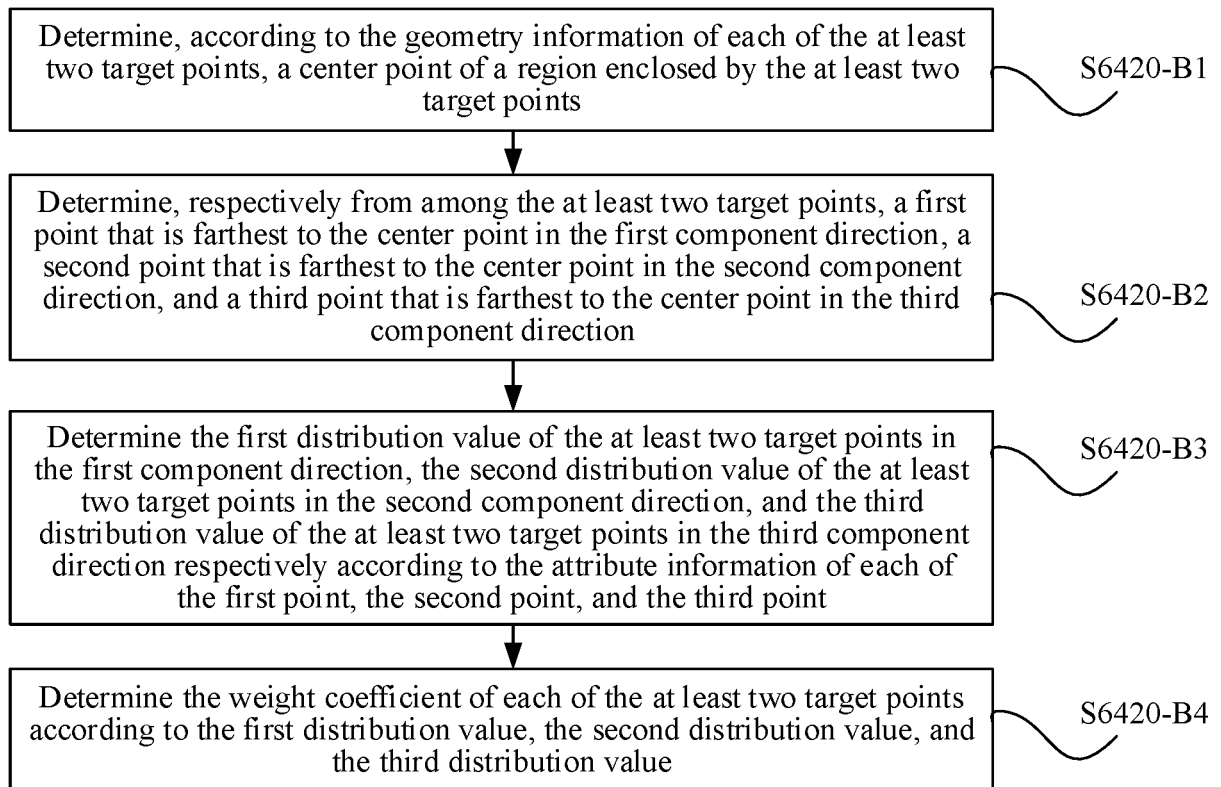 Determine, according to the geometry information of each of the at least
two target points, a center point of a region enclosed by the at least two
target points
S6420-B1
Determine, respectively from among the at least two target points, a first
point that is farthest to the center point in the first component direction, a
second point that is farthest to the center point in the second component
direction, and a third point that is farthest to the center point in the third
component direction
S6420-B2
Determine the first distribution value of the at least two target points in
the first component direction, the second distribution value of the at least
two target points in the second component direction, and the third
distribution value of the at least two target points in the third component
direction respectively according to the attribute information of each of
the first point, the second point, and the third point
S6420-B3
Determine the weight coefficient of each of the at least two target points
according to the first distribution value, the second distribution value, and
the third distribution value
S6420-B4